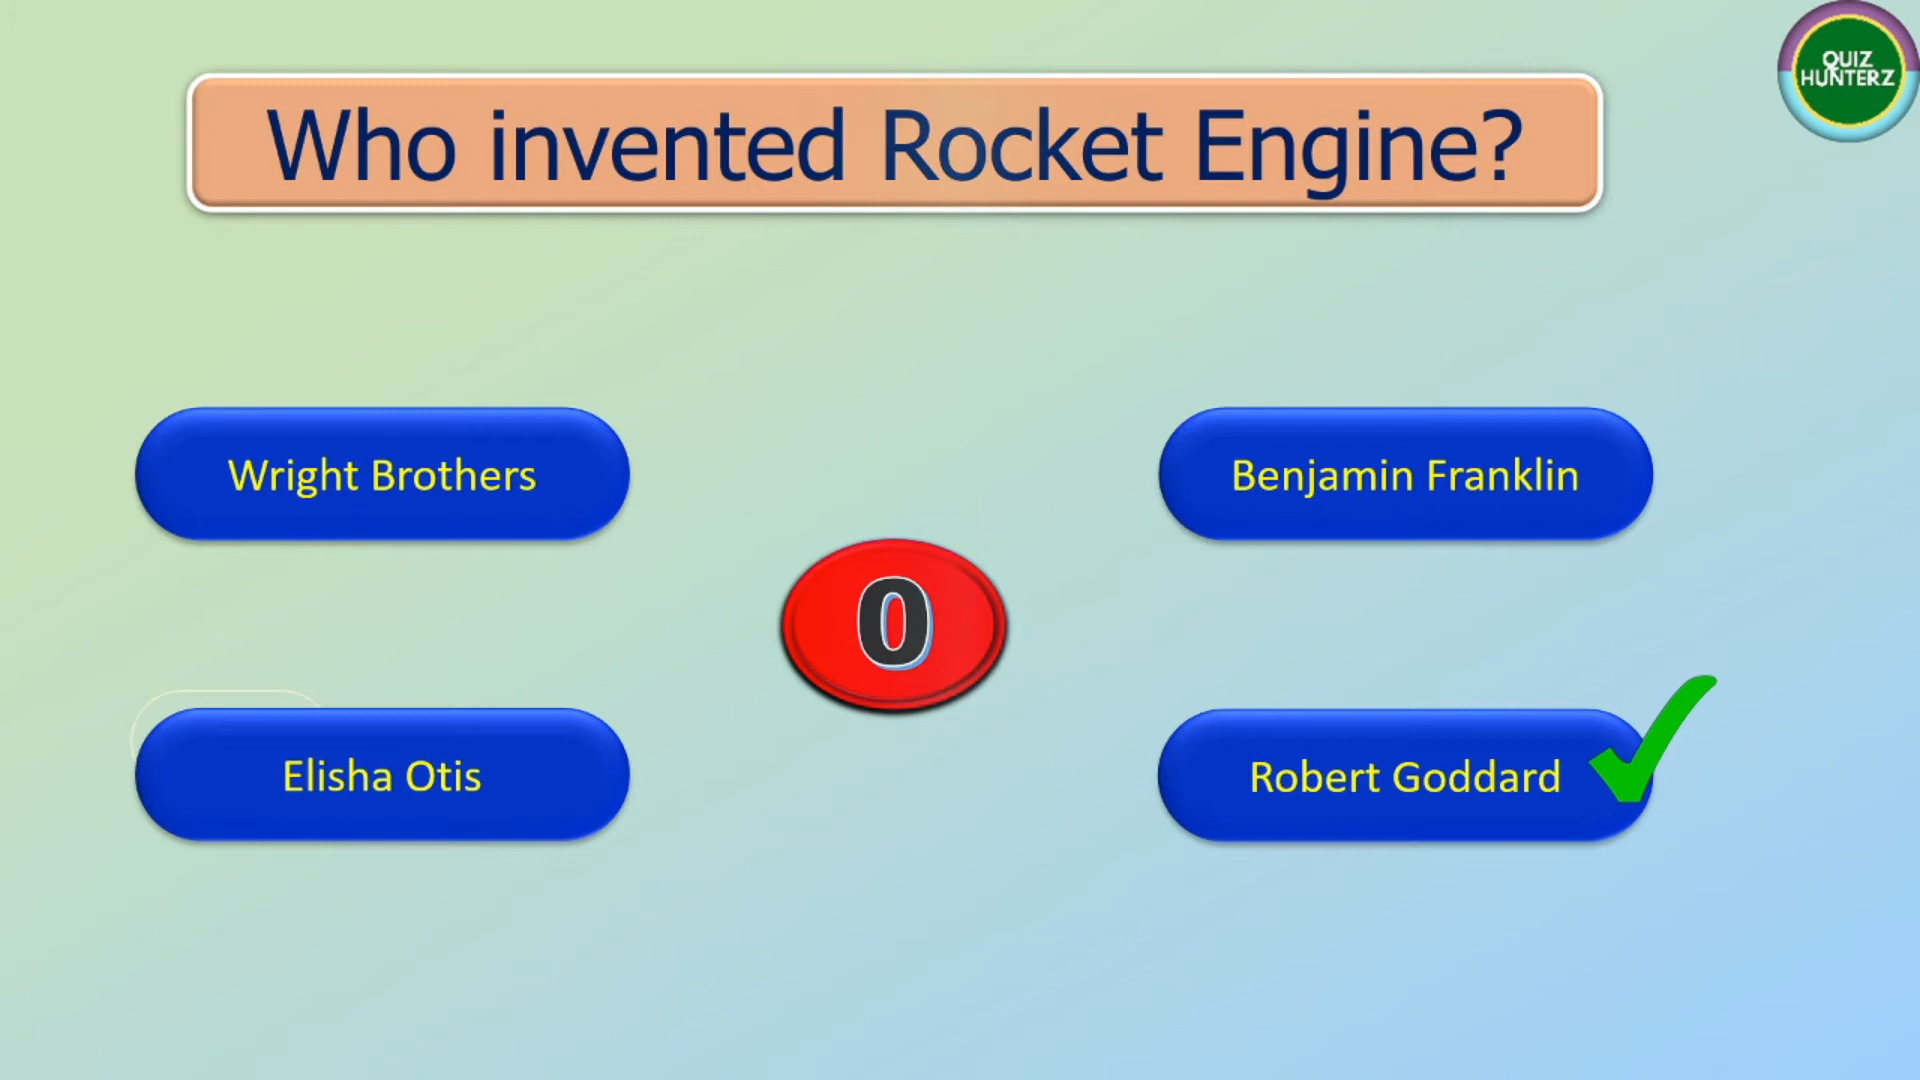 QUIZ
HUNTERZ
Who invented Rocket Engine?
Wright Brothers
Benjamin Franklin
0
Elisha Otis
Robert Goddard